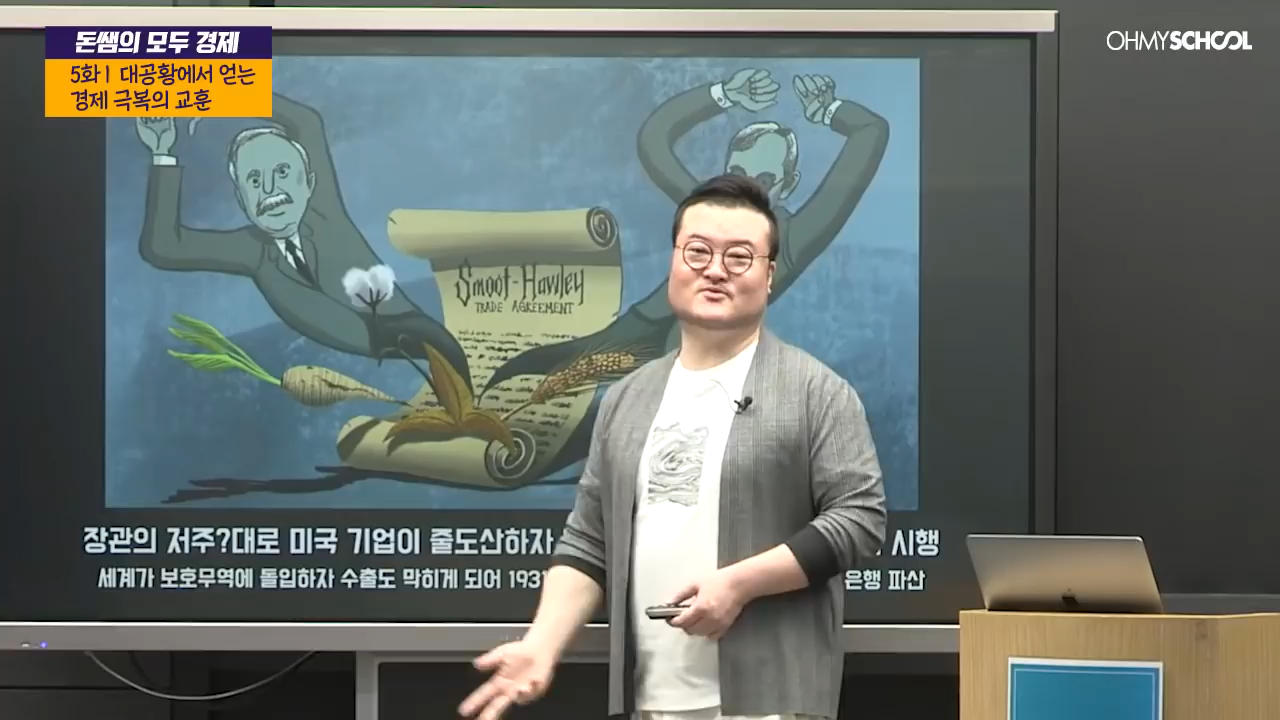 돈쌤의 모두 경제
5화 | 대공황에서 얻는
경제 극복의 교훈
OHMYSCHOOL
Smoot-Hawley
TRADE AGREEMENT
장관의 저주?대로 미국 기업이 줄도산하자 시행
세계가 보호무역에 돌입하자 수출도 막히게 되어 1931 은행 파산